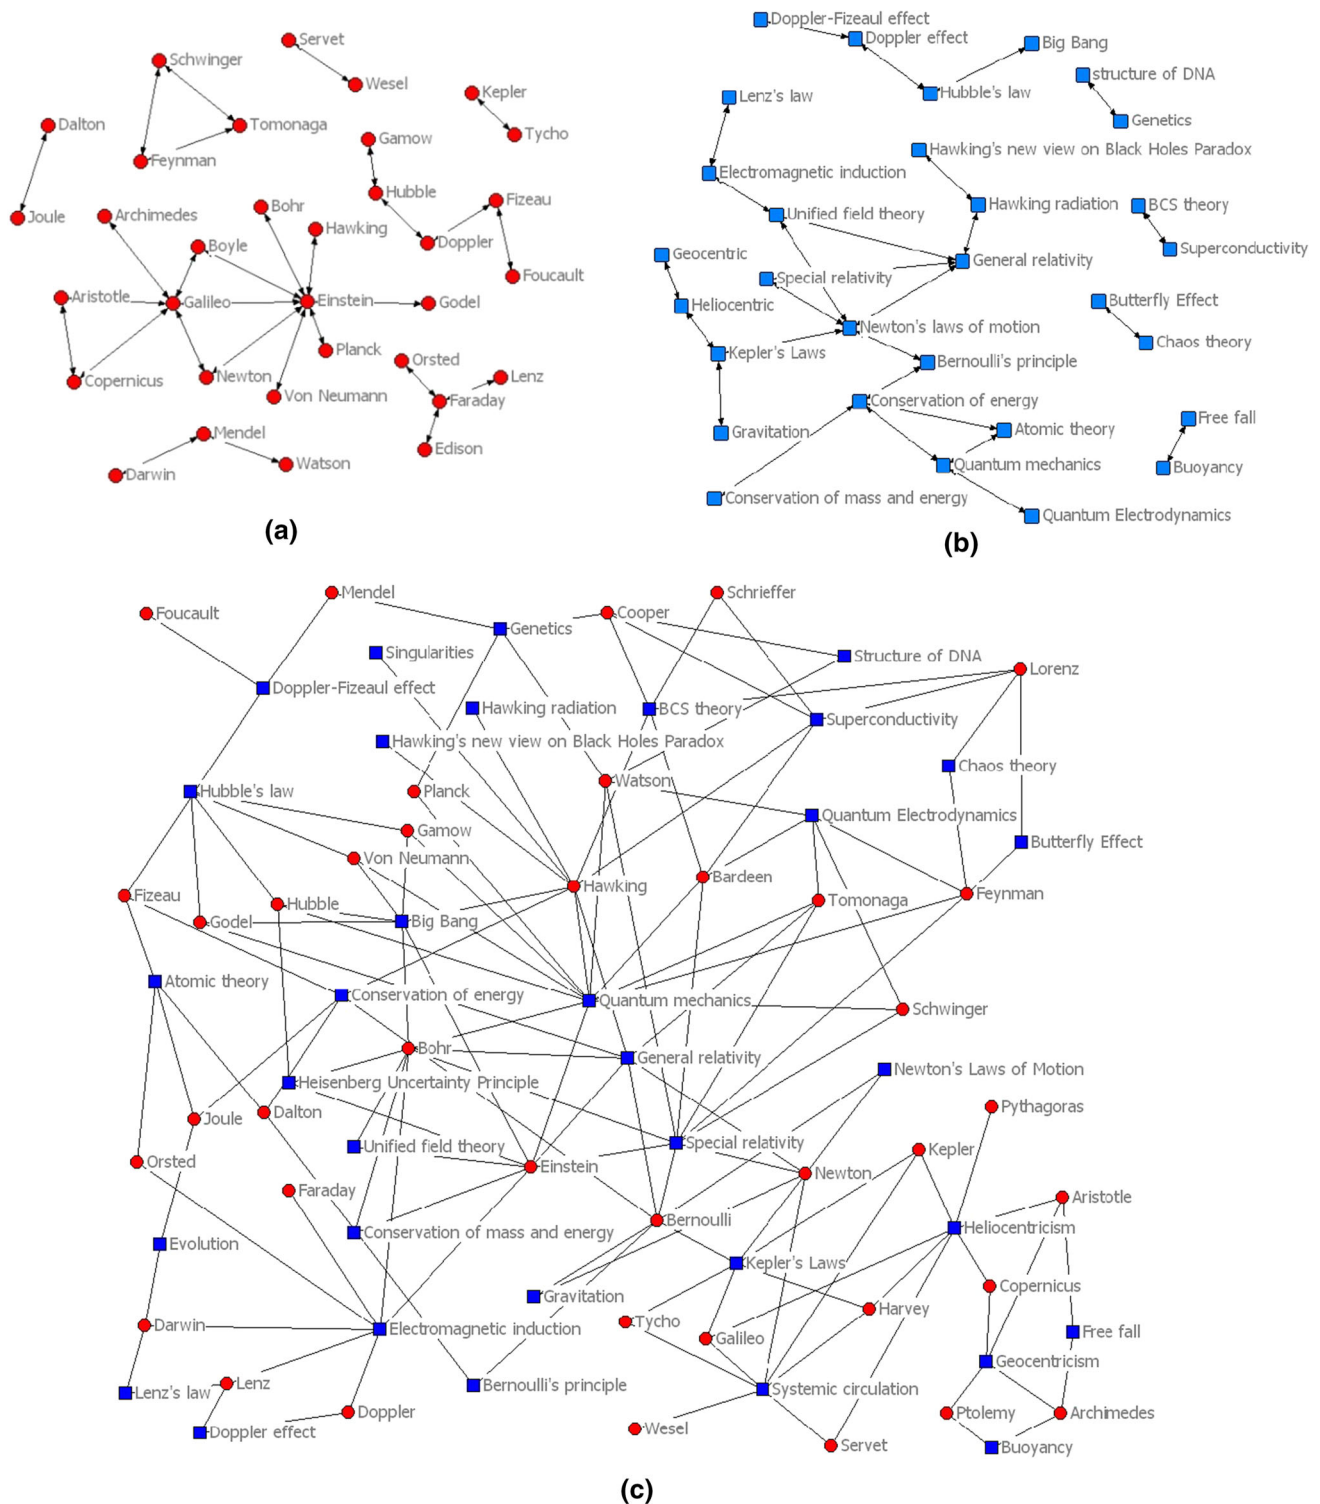 Servet
Schwinger
Wesel
Kepler
Dalton
Tomonaga
Tycho
Gamow
Feynman
Hubble
Fizeau
Joule
Archimedes
Bohr
Hawking
Doppler
Boyle
Foucault
Aristotle
Galileo
Einstein
Godel
Planck
Orsted
Copernicus
Newton
Lenz
Von Neumann
Faraday
Mendel
Edison
Watson
Darwin
(a)
Doppler-Fizeaul effect
Doppler effect
Big Bang
structure of DNA
Lenz's law
Hubble's law
Genetics
Hawking's new view on Black Holes Paradox
Electromagnetic induction
Hawking radiation
BCS theory
Unified field theory
Superconductivity
Geocentric
General relativity
Special relativity
Heliocentric
Butterfly Effect
Newton's laws of motion
Chaos theory
Kepler's Laws
Bernoulli's principle
Conservation of energy
Free fall
Gravitation
Atomic theory
Quantum mechanics
Buoyancy
Conservation of mass and energy
Quantum Electrodynamics
(b)
Mendel
Schrieffer
Foucault
Cooper
Genetics
Singularities
Structure of DNA
Lorenz
Doppler-Fizeaul effect
Hawking radiation
BCS theory
Superconductivity
Hawking's new view on Black Holes Paradox
Chaos theory
Watson
Hubble's law
Planck
Quantum Electrodynamics
Gamow
Butterfly Effect
Von Neumann
Bardeen
Hawking
Fizeau
Feynman
Hubble
Tomonaga
Godel
Big Bang
Atomic theory
Conservation of energy
Quantum mechanics
Schwinger
Bohr
General relativity
Newton's Laws of Motion
Heisenberg Uncertainty Principle
Pythagoras
Joule
Dalton
Unified field theory
Special relativity
Kepler
Orsted
Einstein
Newton
Faraday
Aristotle
Bernoulli
Heliocentricism
Conservation of mass and energy
Evolution
Kepler's Laws
Copernicus
Gravitation
Harvey
Darwin
Electromagnetic induction
Tycho
Galileo
Free fall
Geocentricism
Lenz's law
Lenz
Bernoulli's principle
Systemic circulation
Doppler
Ptolemy
Archimedes
Doppler effect
Wesel
Servet
Buoyancy
(c)